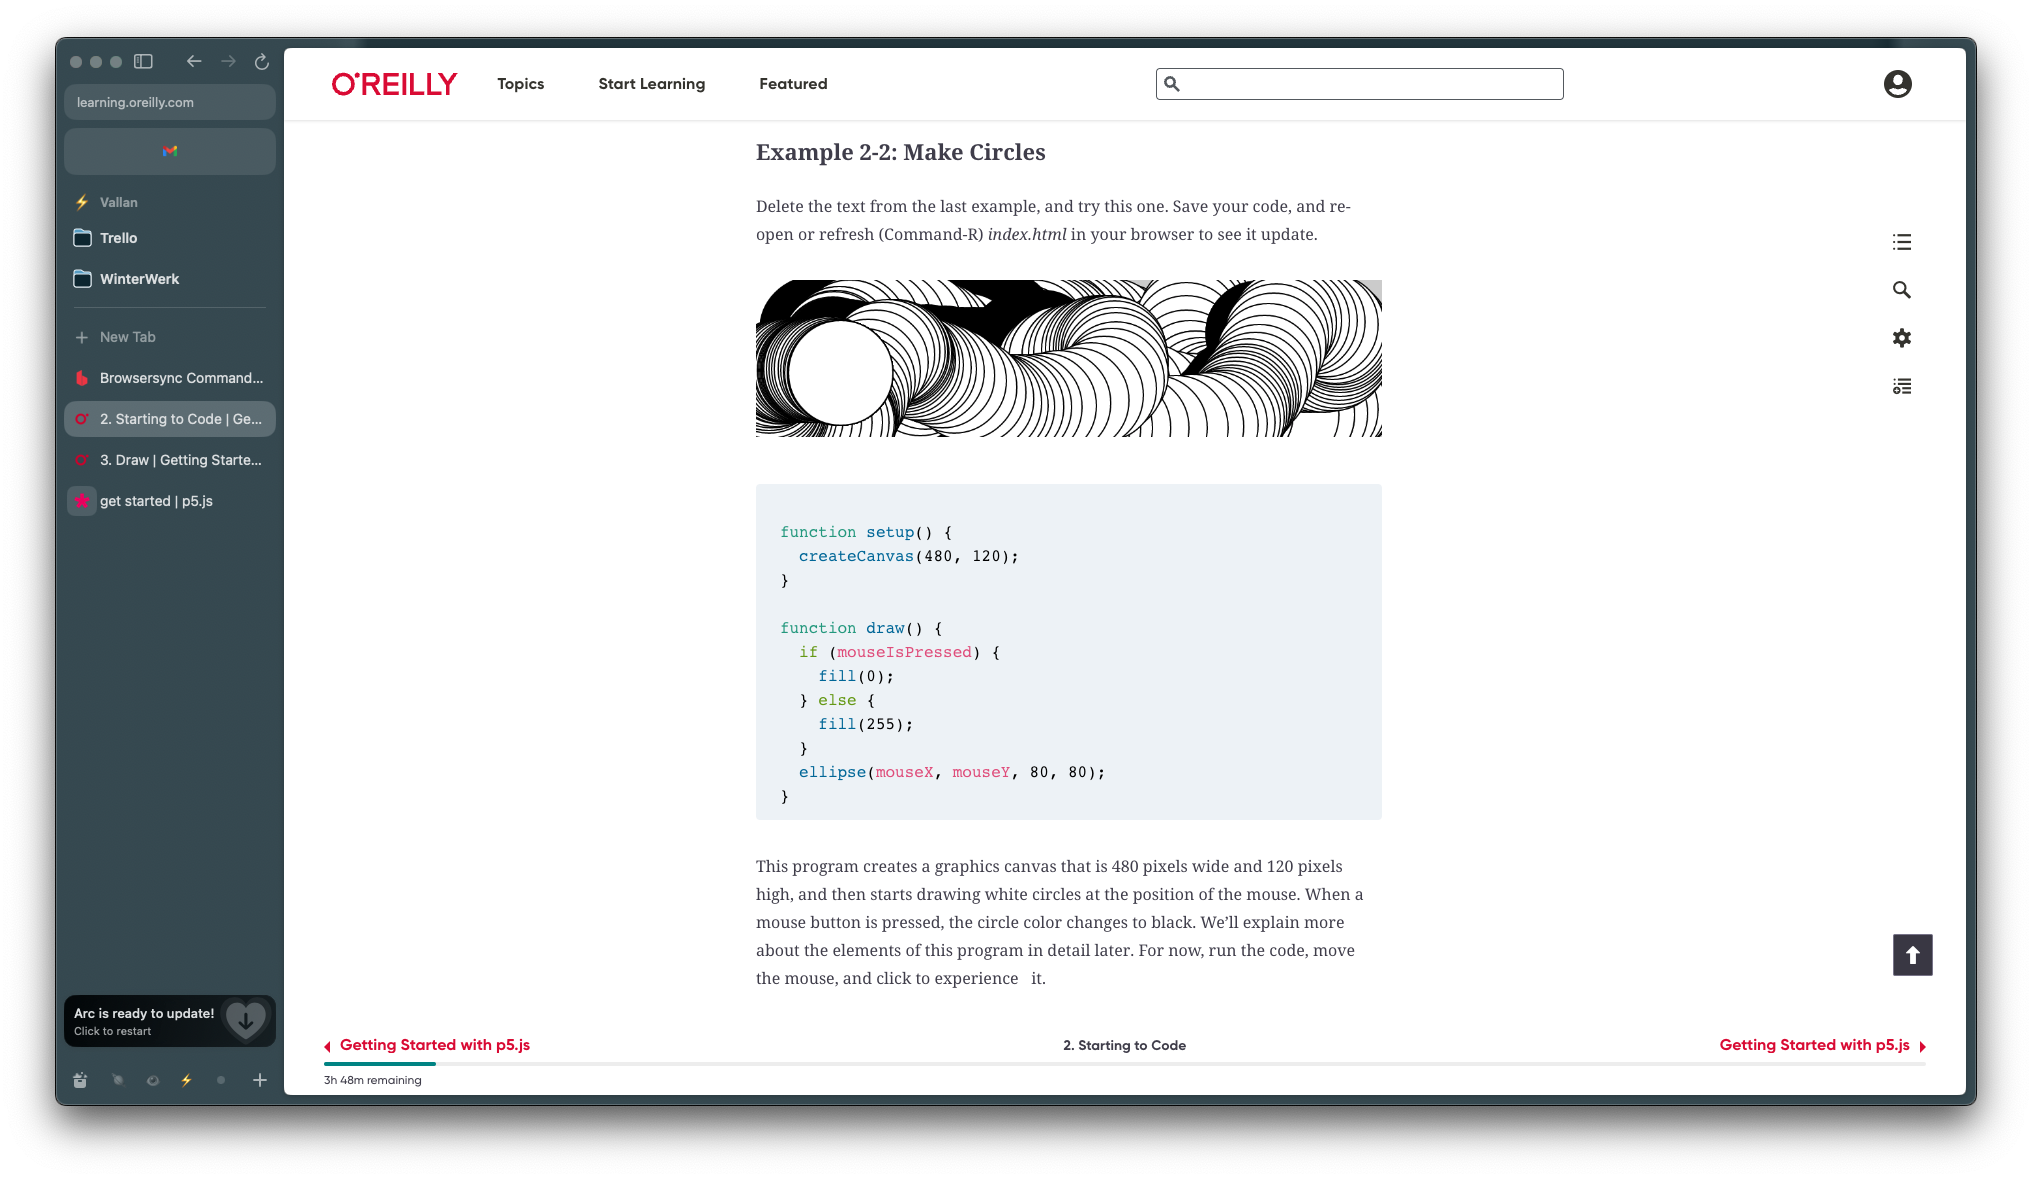 learning.oreilly.com
Vallan
Trello
WinterWerk
New Tab
Browsersync Command...
2. Starting to Code | Ge...
3. Draw | Getting Starte...
get started | p5.js
Arc is ready to update!
Click to restart
O'REILLY
Topics
Start Learning
Featured
Example 2-2: Make Circles
Delete the text from the last example, and try this one. Save your code, and re-
open or refresh (Command-R) index.html in your browser to see it update.
function setup() {
  createCanvas(480, 120);
}
function draw() {
  if (mouseIsPressed) {
    fill(0);
  } else {
    fill(255);
  }
  ellipse(mouseX, mouseY, 80, 80);
}
This program creates a graphics canvas that is 480 pixels wide and 120 pixels
high, and then starts drawing white circles at the position of the mouse. When a
mouse button is pressed, the circle color changes to black. We’ll explain more
about the elements of this program in detail later. For now, run the code, move
the mouse, and click to experience it.
Getting Started with p5.js
2. Starting to Code
Getting Started with p5.js
3h 48m remaining